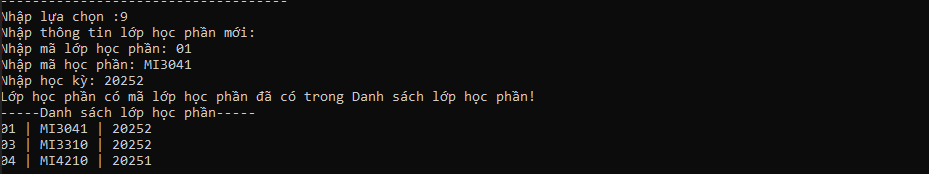 ------------------------------------
Nhập lựa chọn :9
Nhập thông tin lớp học phần mới:
Nhập mã lớp học phần: 01
Nhập mã học phần: MI3041
Nhập học kỳ: 20252
Lớp học phần có mã lớp học phần đã có trong Danh sách lớp học phần!
-----Danh sách lớp học phần-----
01 | MI3041 | 20252
03 | MI3310 | 20252
04 | MI4210 | 20251